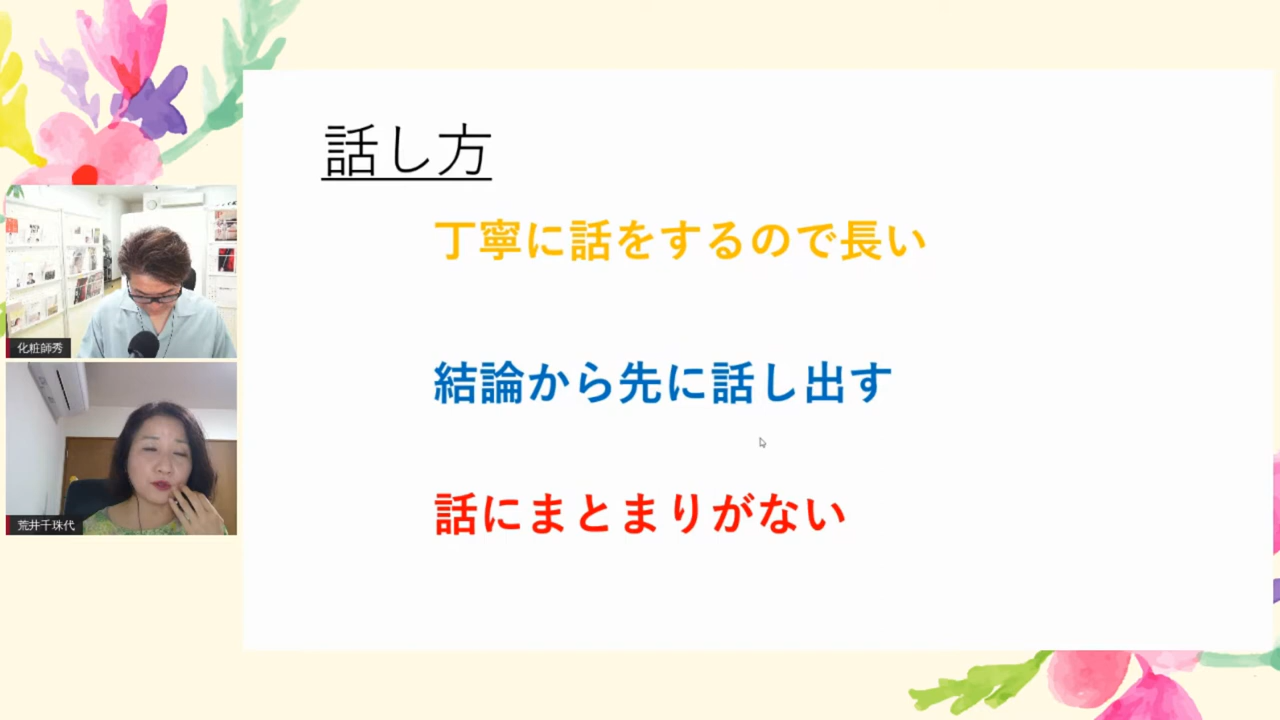 話し方
丁寧に話をするので長い
結論から先に話し出す
話にまとまりがない
化粧師秀
荒井千珠代